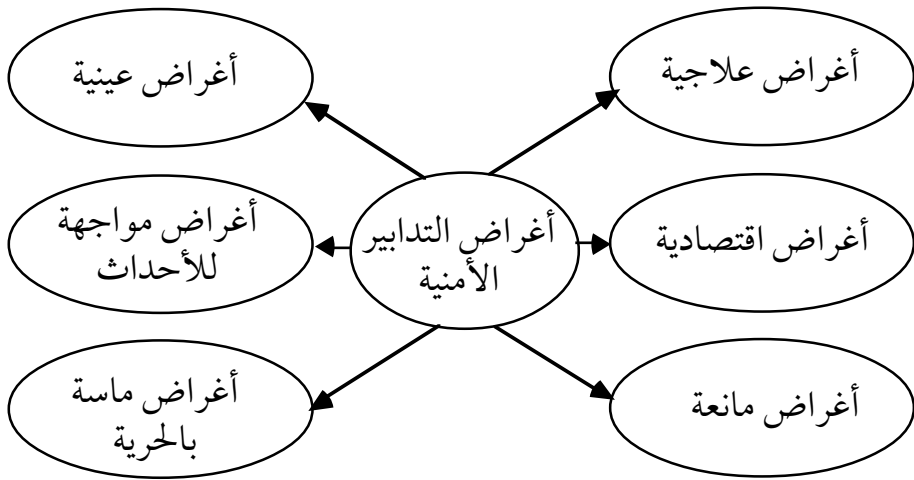 أغراض علاجية
أغراض عينية
أغراض التدابير
الأمنية
أغراض اقتصادية
أغراض مواجهة
للأحداث
أغراض مانعة
أغراض ماسة
بالحرية